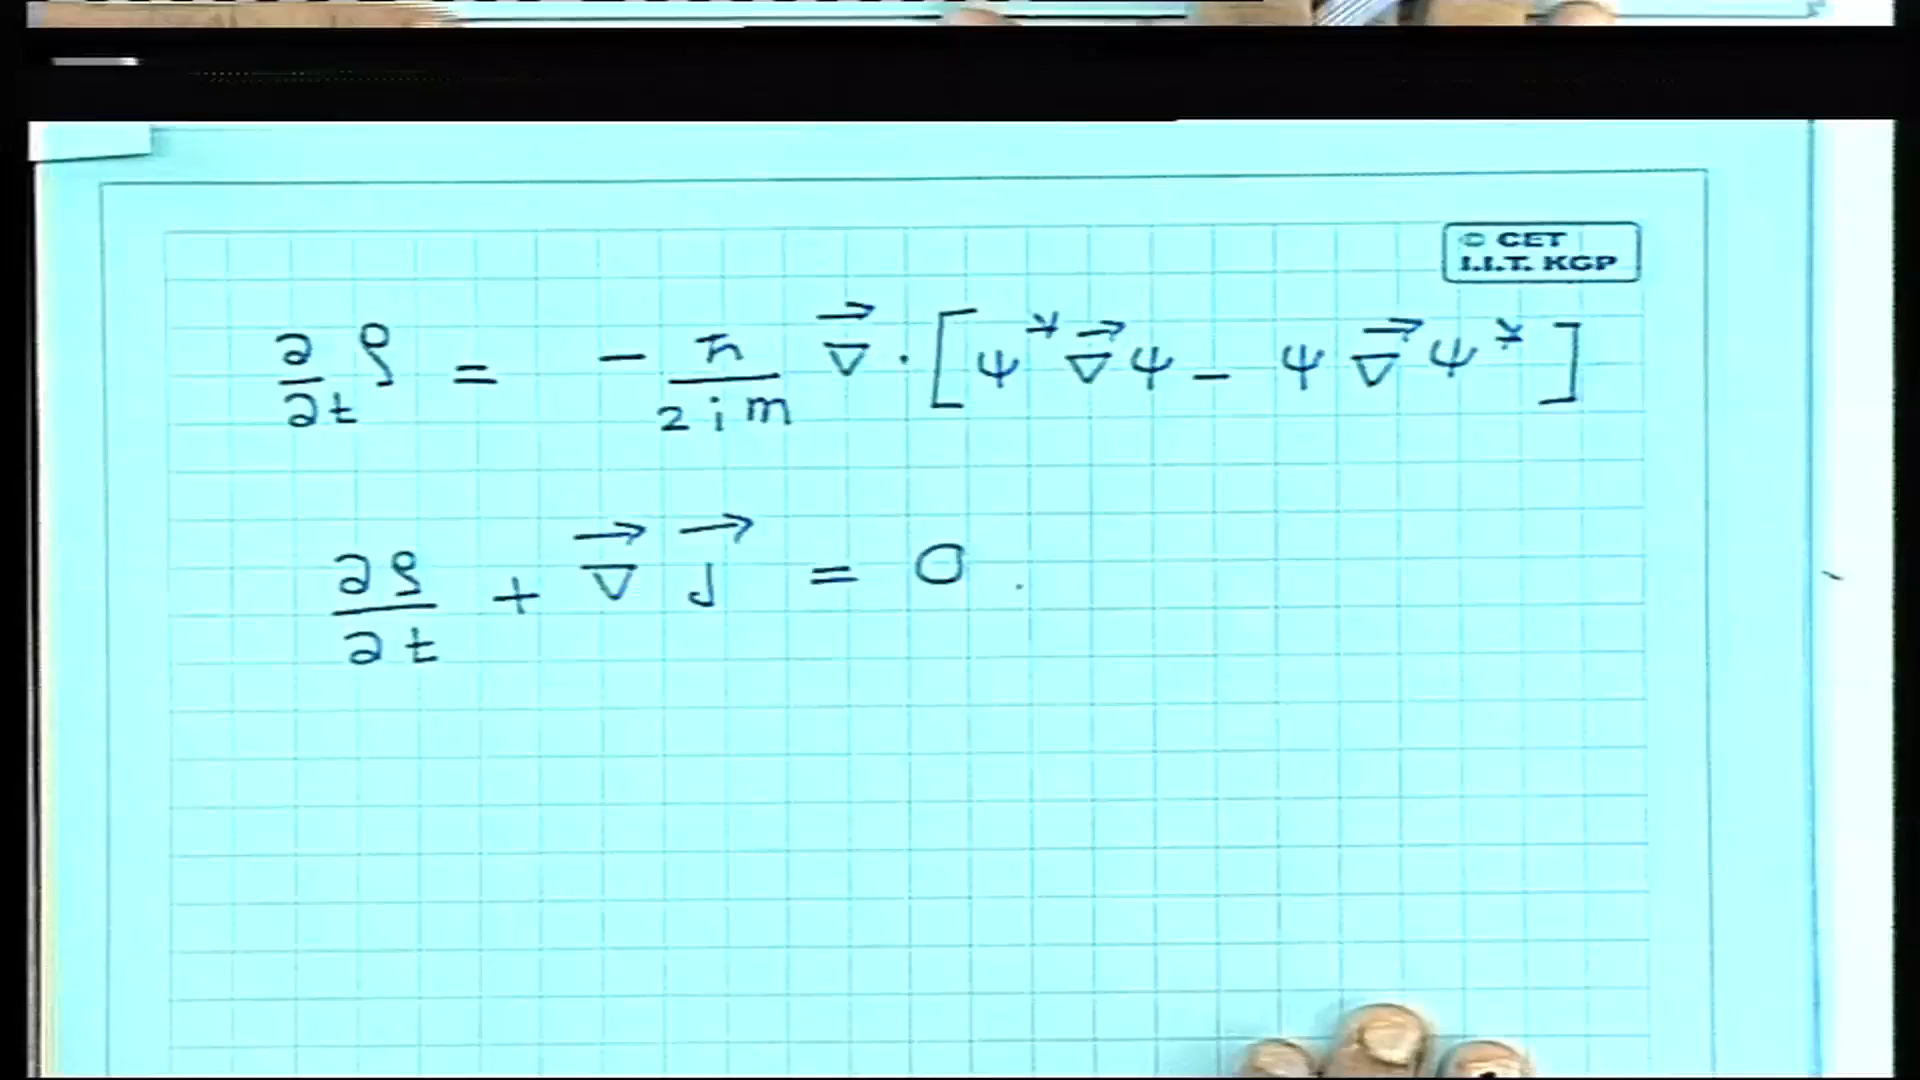 © CET
I.I.T. KGP
∂/∂t ρ = - ħ/2im ∇⃗ · [ψ* ∇⃗ψ - ψ ∇⃗ψ*]
∂ρ/∂t + ∇⃗ J⃗ = 0.